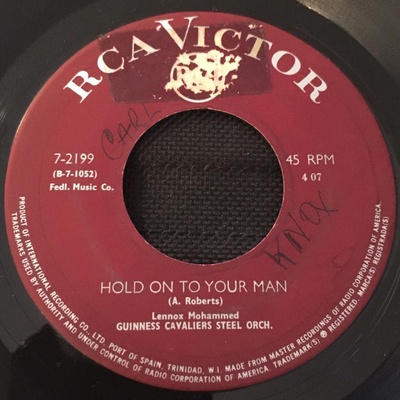 RCA VICTOR
CARL
7-2199
(B-7-1052)
Fedl. Music Co.
45 RPM
4 07
KNOX
HOLD ON TO YOUR MAN
(A. Roberts)
Lennox Mohammed
GUINNESS CAVALIERS STEEL ORCH.
PRODUCT OF INTERNATIONAL RECORDING CO., LTD. PORT OF SPAIN, TRINIDAD, W.I. MADE FROM MASTER RECORDINGS OF RADIO CORPORATION OF AMERICA.
TRADEMARKS USED BY AUTHORITY AND UNDER CONTROL OF RADIO CORPORATION OF AMERICA. TRADEMARK(S) ® REGISTERED. MARCA(S) REGISTRADA(S)